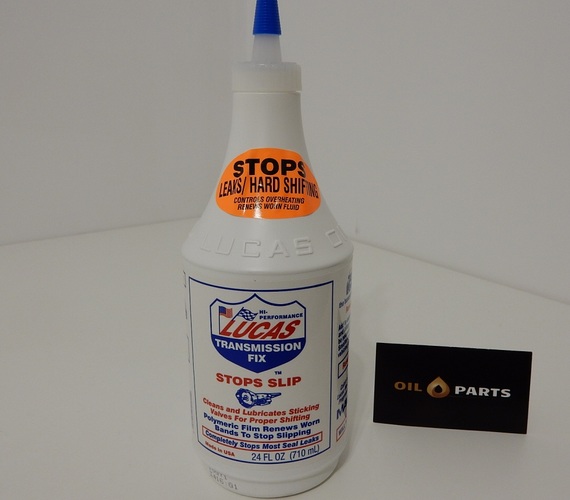 STOPS
LEAKS/ HARD SHIFTING
CONTROLS OVERHEATING
RENEWS WORN FLUID
LUCAS O
HI-
PERFORMANCE
LUCAS
TRANSMISSION
FIX
TM
STOPS SLIP
Cleans and Lubricates Sticking
Valves For Proper Shifting
Polymeric Film Renews Worn
Bands To Stop Slipping
Completely Stops Most Seal Leaks
Made in USA
24 FL OZ (710 mL)
OIL PARTS